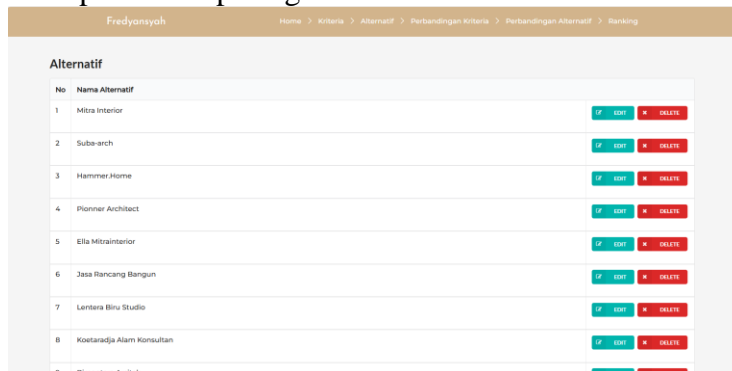 Fredyansyah Home > Kriteria > Alternatif > Perbandingan Kriteria > Perbandingan Alternatif > Ranking
Alternatif
No Nama Alternatif
1 Mitra Interior EDIT DELETE
2 Suba-arch EDIT DELETE
3 Hammer.Home EDIT DELETE
4 Pionner Architect EDIT DELETE
5 Ella Mitrainterior EDIT DELETE
6 Jasa Rancang Bangun EDIT DELETE
7 Lentera Biru Studio EDIT DELETE
8 Koetaradja Alam Konsultan EDIT DELETE